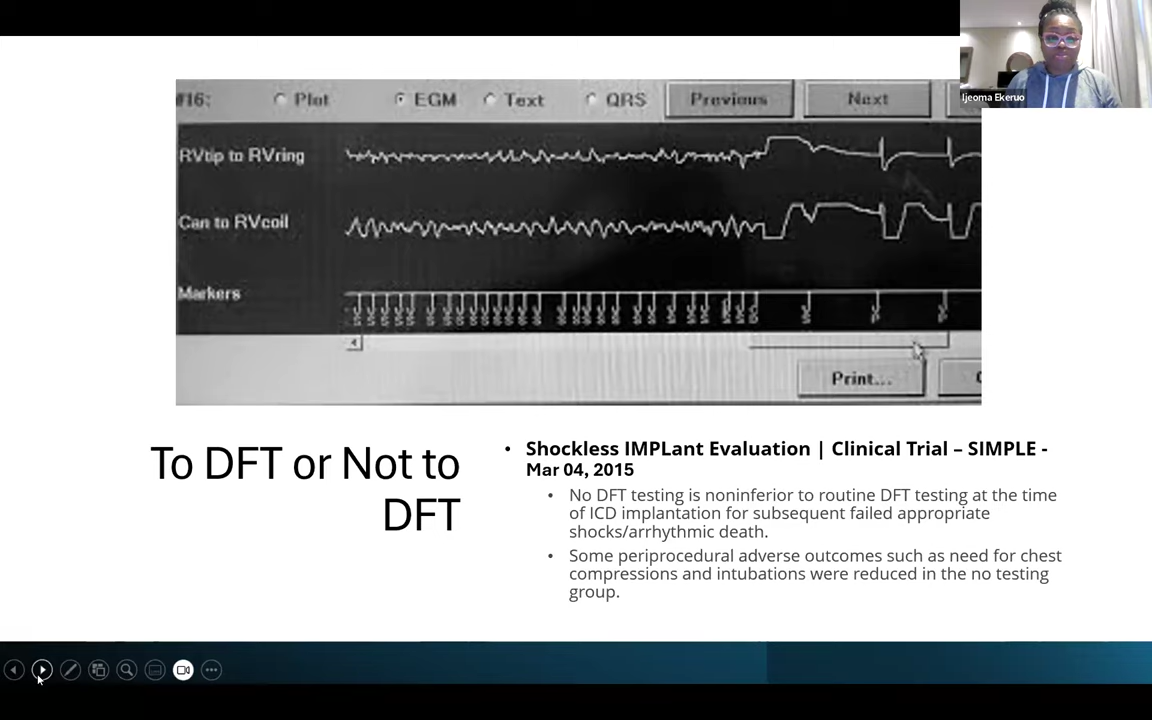 Ijeoma Ekeruo
#16:
Plot
EGM
Text
QRS
Previous
Next
RVtip to RVring
Can to RVcoil
Markers
Print...
To DFT or Not to
DFT
• Shockless IMPLant Evaluation | Clinical Trial – SIMPLE -
Mar 04, 2015
• No DFT testing is noninferior to routine DFT testing at the time
of ICD implantation for subsequent failed appropriate
shocks/arrhythmic death.
• Some periprocedural adverse outcomes such as need for chest
compressions and intubations were reduced in the no testing
group.